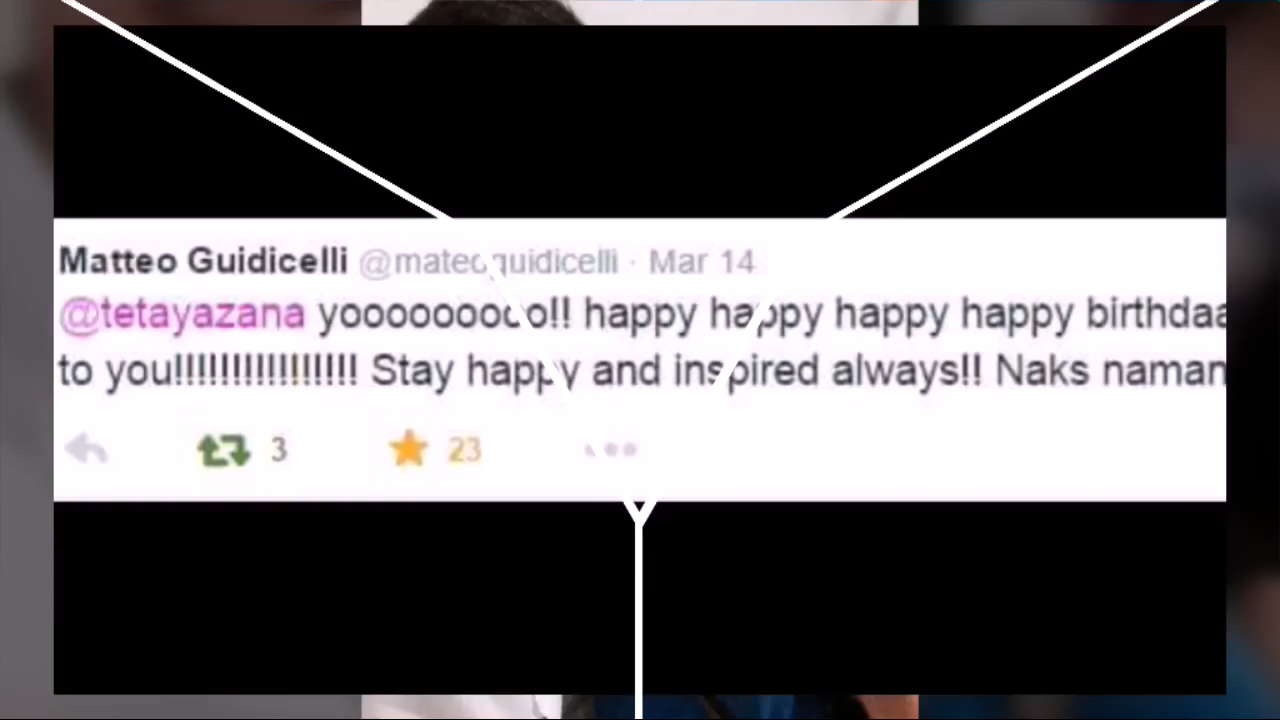 Matteo Guidicelli @mateoguidicelli · Mar 14
@tetayazana yooooooooo!! happy happy happy happy birthdaa
to you!!!!!!!!!!!!!!!! Stay happy and inspired always!! Naks naman
3 23